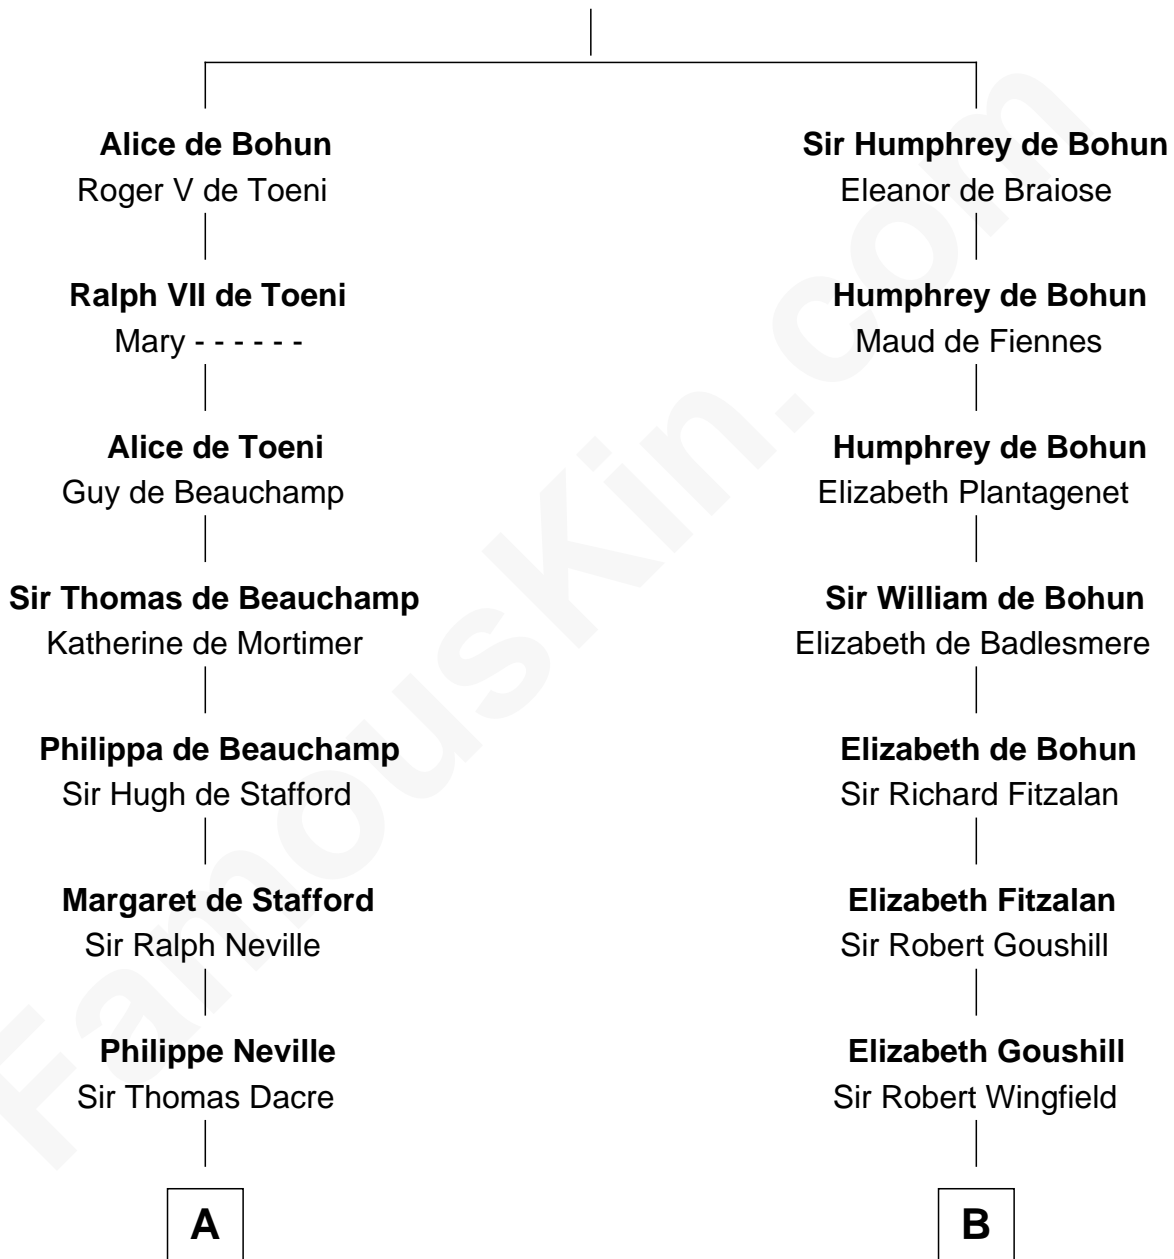 Alice de Bohun
Roger V de Toeni
Ralph VII de Toeni
Mary - - - - - -
Alice de Toeni
Guy de Beauchamp
Sir Thomas de Beauchamp
Katherine de Mortimer
Philippa de Beauchamp
Sir Hugh de Stafford
Margaret de Stafford
Sir Ralph Neville
Philippe Neville
Sir Thomas Dacre
A
Sir Humphrey de Bohun
Eleanor de Braiose
Humphrey de Bohun
Maud de Fiennes
Humphrey de Bohun
Elizabeth Plantagenet
Sir William de Bohun
Elizabeth de Badlesmere
Elizabeth de Bohun
Sir Richard Fitzalan
Elizabeth Fitzalan
Sir Robert Goushill
Elizabeth Goushill
Sir Robert Wingfield
B
FamousKin.com